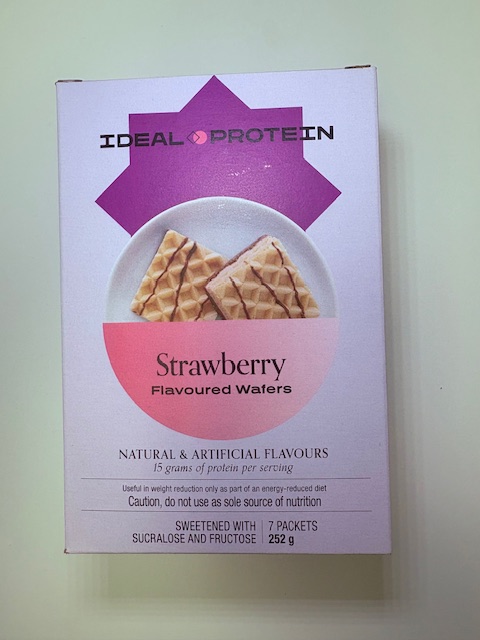 IDEAL PROTEIN
Strawberry
Flavoured Wafers
NATURAL & ARTIFICIAL FLAVOURS
15 grams of protein per serving
Useful in weight reduction only as part of an energy-reduced diet
Caution, do not use as sole source of nutrition
SWEETENED WITH
SUCRALOSE AND FRUCTOSE
7 PACKETS
252 g